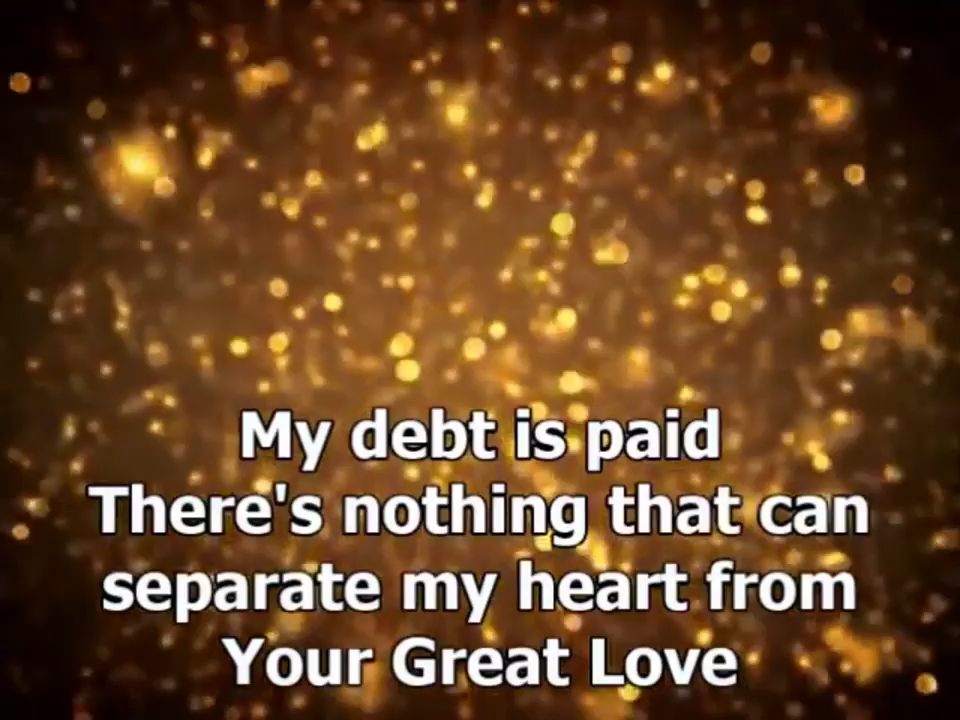 My debt is paid
There's nothing that can
separate my heart from
Your Great Love